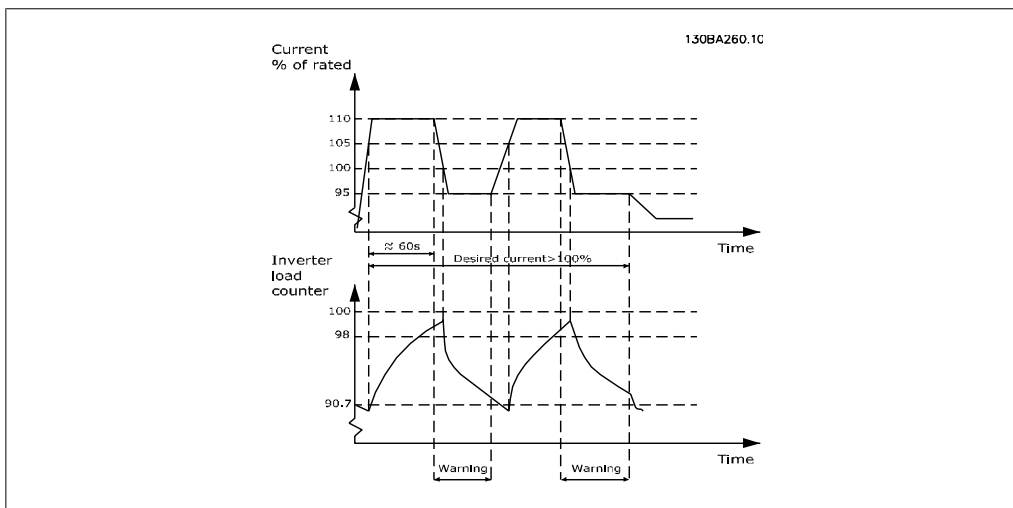 130BA260.10
Current
% of rated
110
105
100
95
Time
≈ 60s
Desired current>100%
Inverter
load
counter
100
98
90.7
Time
Warning
Warning